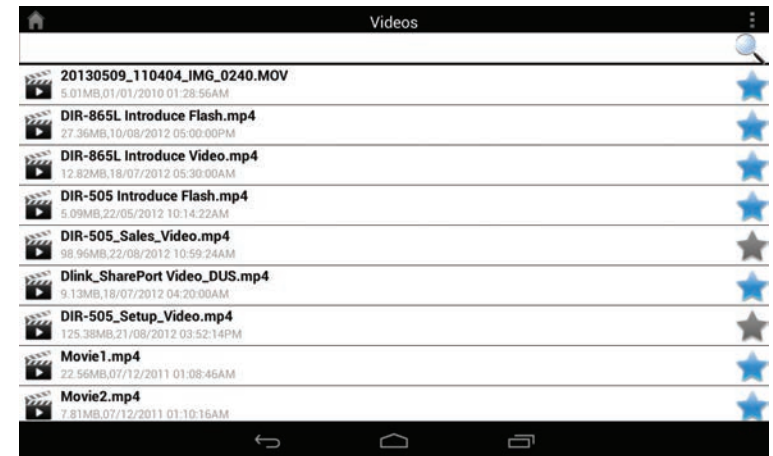 Videos
20130509_110404_IMG_0240.MOV
5.01MB,01/01/2010 01:28:56AM
DIR-865L Introduce Flash.mp4
27.36MB,10/08/2012 05:00:00PM
DIR-865L Introduce Video.mp4
12.82MB,18/07/2012 05:30:00AM
DIR-505 Introduce Flash.mp4
5.09MB,22/05/2012 10:14:22AM
DIR-505_Sales_Video.mp4
98.96MB,22/08/2012 10:59:24AM
Dlink_SharePort Video_DUS.mp4
9.13MB,18/07/2012 04:20:00AM
DIR-505_Setup_Video.mp4
125.38MB,21/08/2012 03:52:14PM
Movie1.mp4
22.56MB,07/12/2011 01:08:46AM
Movie2.mp4
7.81MB,07/12/2011 01:10:16AM